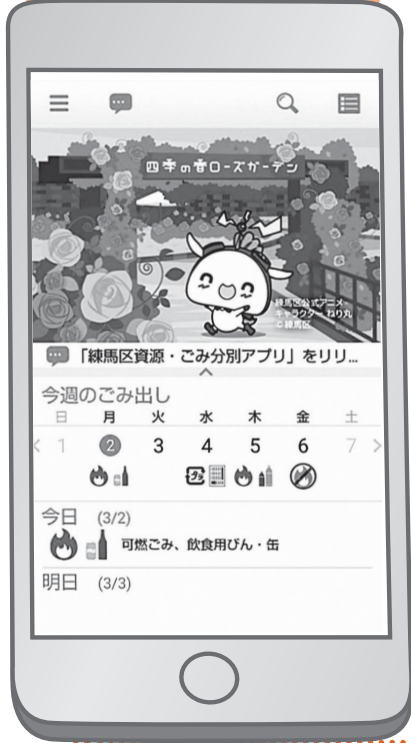 四季の香ローズガーデン
練馬区公式アニメ
キャラクター ねり丸
©練馬区
「練馬区資源・ごみ分別アプリ」をリリ...
今週のごみ出し
日 月 火 水 木 金 土
1 2 3 4 5 6 7
プラ
今日 (3/2)
可燃ごみ、飲食用びん・缶
明日 (3/3)